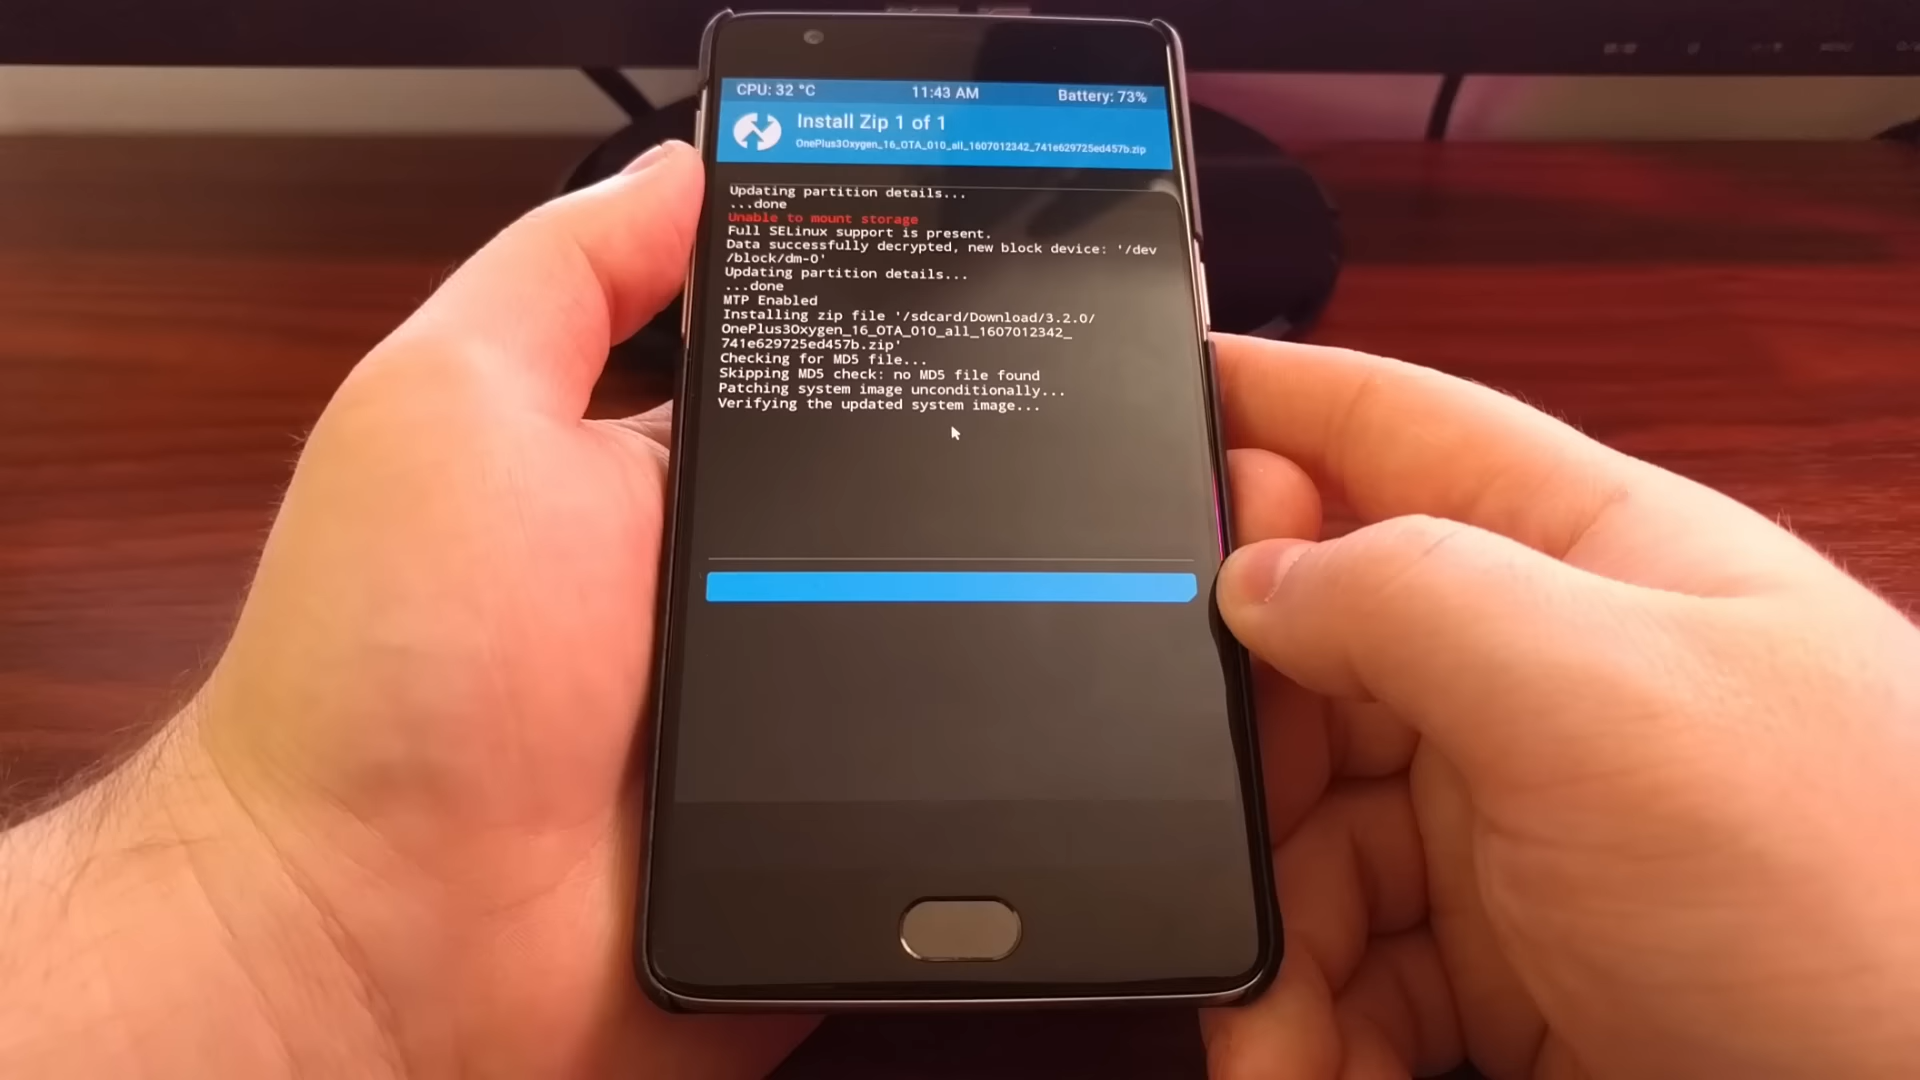 CPU: 32 °C 11:43 AM Battery: 73%
Install Zip 1 of 1
OnePlus3Oxygen_16_OTA_010_all_1607012342_741e629725ed457b.zip
Updating partition details...
...done
Unable to mount storage
Full SELinux support is present.
Data successfully decrypted, new block device: '/dev
/block/dm-0'
Updating partition details...
...done
MTP Enabled
Installing zip file '/sdcard/Download/3.2.0/
OnePlus3Oxygen_16_OTA_010_all_1607012342_
741e629725ed457b.zip'
Checking for MD5 file...
Skipping MD5 check: no MD5 file found
Patching system image unconditionally...
Verifying the updated system image...